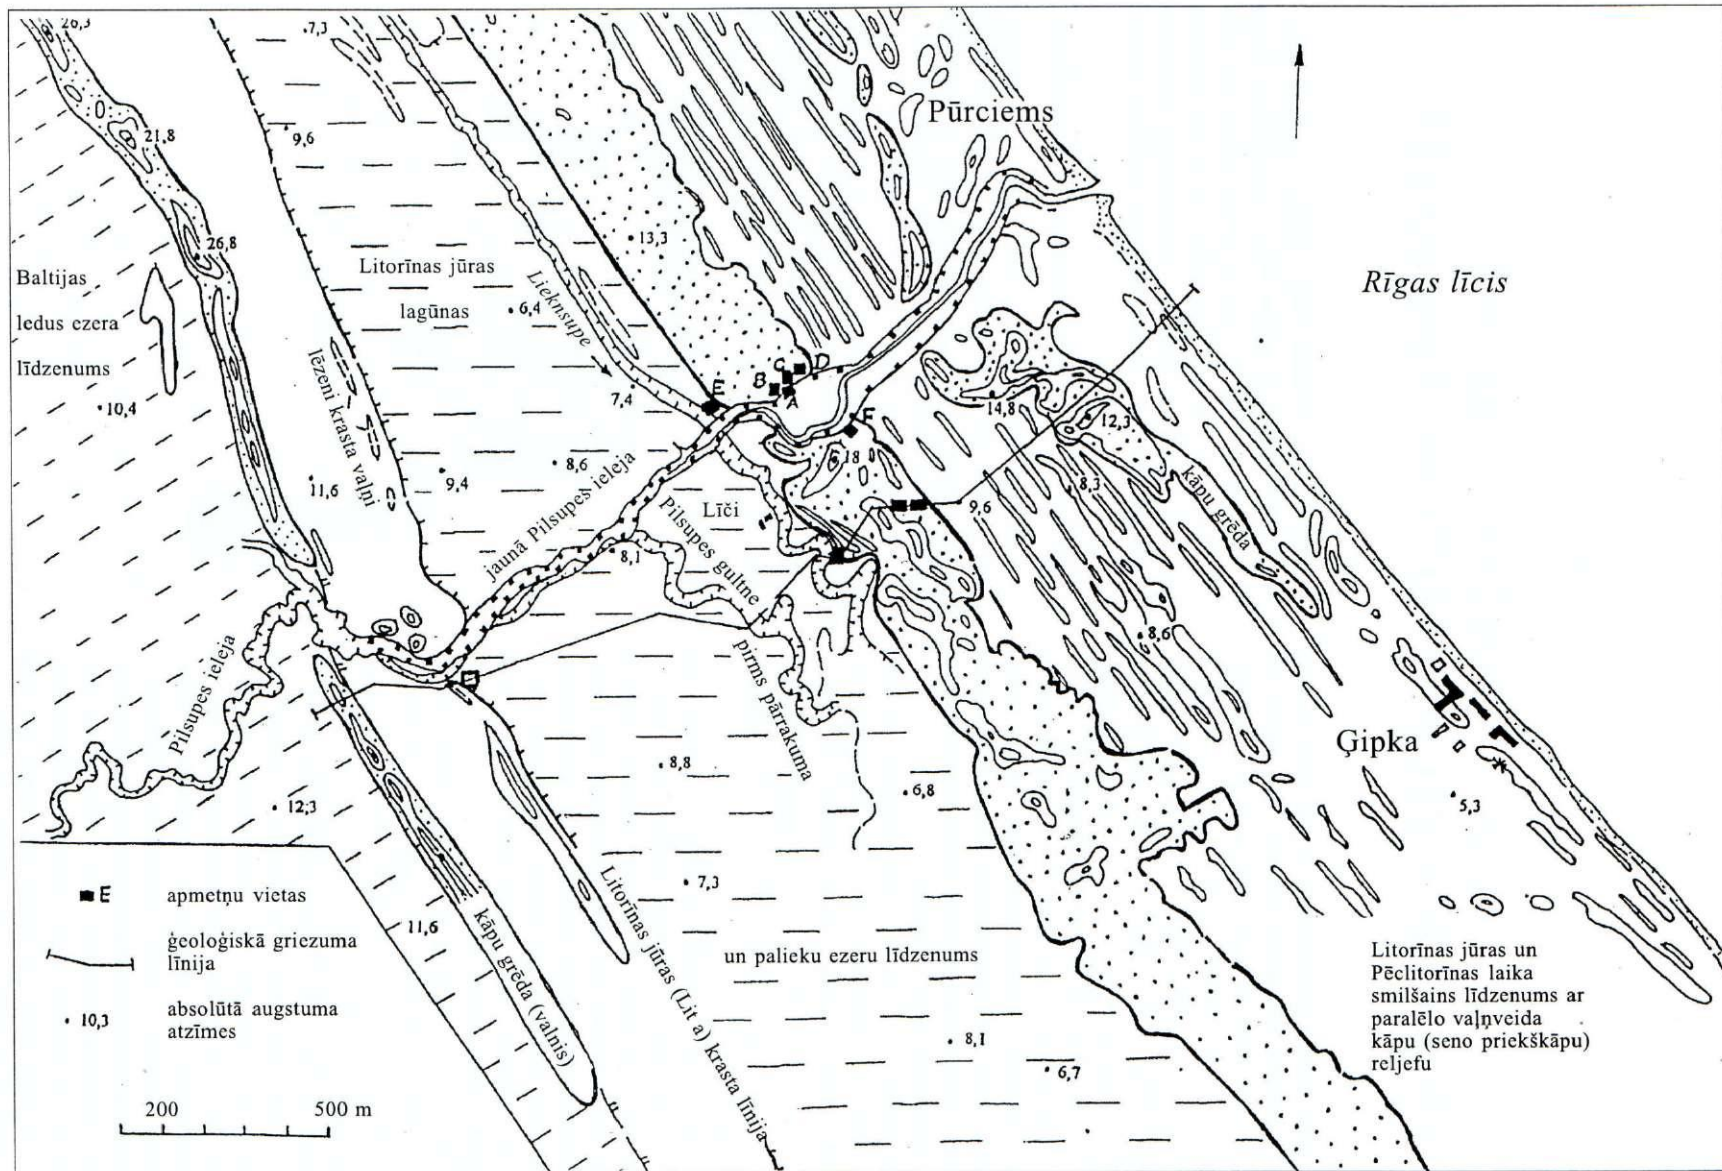 26,3
7,3
21,8
9,6
Pūrciems
26,8
13,3
Baltijas
ledus ezera
līdzenums
Litorīnas jūras
lagūnas
6,4
Lieknsupe
Rīgas līcis
10,4
lēzeni krasta vaļņi
7,4
E
B
C
D
A
F
14,8
12,3
11,6
9,4
8,6
18
8,3
9,6
kāpu grēda
jaunā Pilsupes ieleja
8,1
Līči
Pilsupes gultne
pirms pārrakuma
8,6
Pilsupes ieleja
Ģipka
12,3
8,8
6,8
5,3
E apmetņu vietas
7,3
11,6
ģeoloģiskā griezuma
līnija
10,3 absolūtā augstuma
atzīmes
kāpu grēda (valnis)
Litorīnas jūras (Lit a) krasta līnija
un palieku ezeru līdzenums
8,1
6,7
Litorīnas jūras un
Pēclitorīnas laika
smilšains līdzenums ar
paralēlo vaļņveida
kāpu (seno priekškāpu)
reljefu
200 500 m